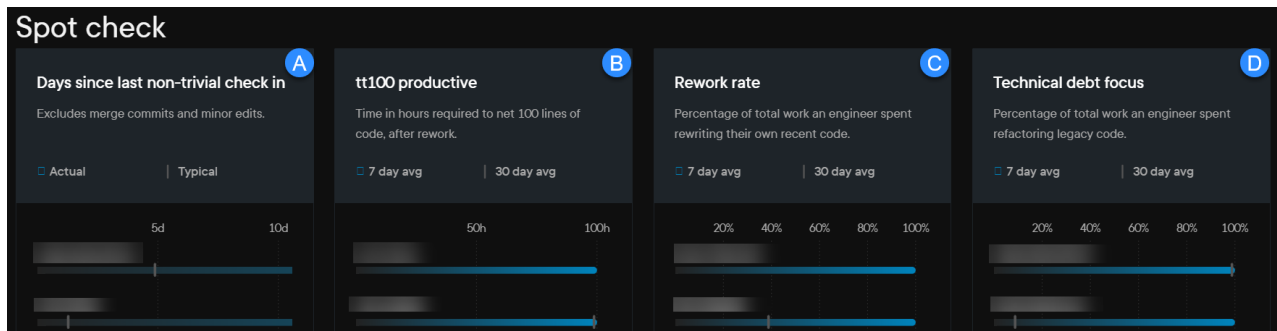 Spot check
A
Days since last non-trivial check in
Excludes merge commits and minor edits.
Actual
Typical
5d
10d
B
tt100 productive
Time in hours required to net 100 lines of
code, after rework.
7 day avg
30 day avg
50h
100h
C
Rework rate
Percentage of total work an engineer spent
rewriting their own recent code.
7 day avg
30 day avg
20% 40% 60% 80% 100%
D
Technical debt focus
Percentage of total work an engineer spent
refactoring legacy code.
7 day avg
30 day avg
20% 40% 60% 80% 100%